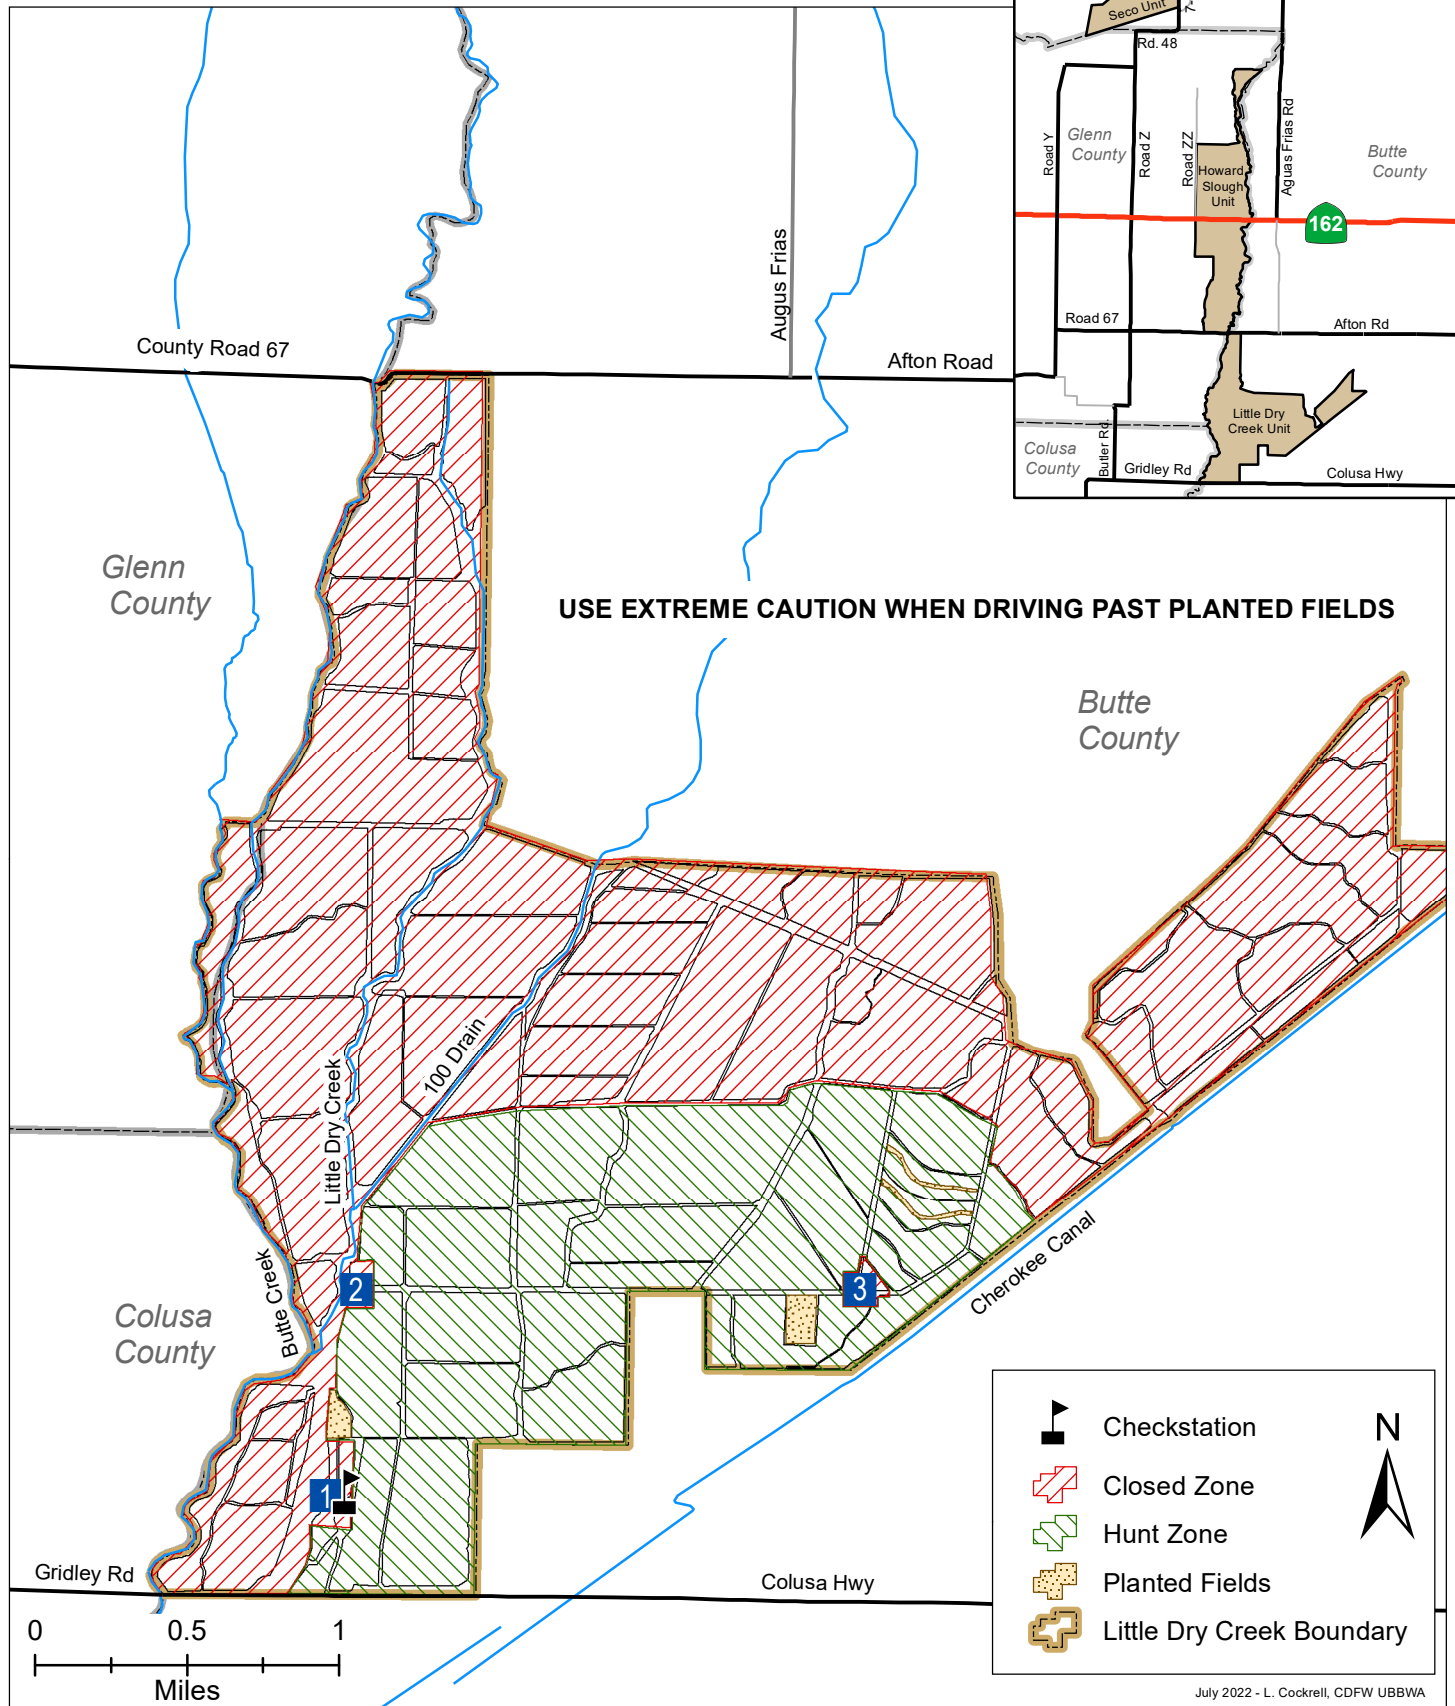 Seco Unit
Rd. 48
Road Y
Glenn
County
Road Z
Road ZZ
Aguas Frias Rd
Butte
County
Howard
Slough
Unit
162
Road 67
Afton Rd
Little Dry
Creek Unit
Colusa
County
Butler Rd.
Gridley Rd
Colusa Hwy
County Road 67
Augus Frias
Afton Road
Glenn
County
USE EXTREME CAUTION WHEN DRIVING PAST PLANTED FIELDS
Butte
County
100 Drain
Little Dry Creek
Butte Creek
Cherokee Canal
2
3
Colusa
County
1
Gridley Rd
Colusa Hwy
0
0.5
1
Miles
Checkstation
Closed Zone
Hunt Zone
Planted Fields
Little Dry Creek Boundary
N
July 2022 - L. Cockrell, CDFW UBBWA